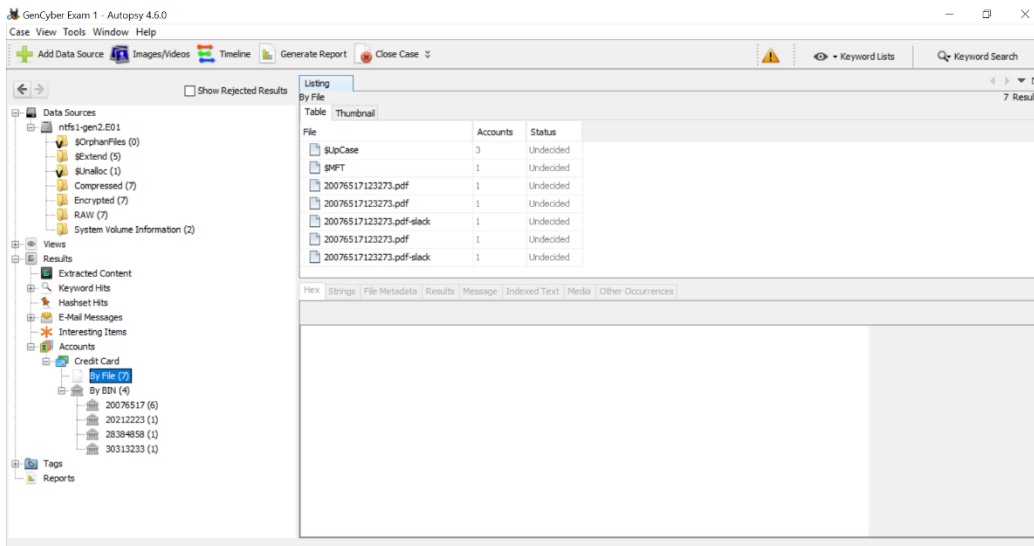 GenCyber Exam 1 - Autopsy 4.6.0
Case View Tools Window Help
Add Data Source Images/Videos Timeline Generate Report Close Case Keyword Lists Keyword Search
Show Rejected Results
Data Sources
ntfs1-gen2.E01
$OrphanFiles (0)
$Extend (5)
$Unalloc (1)
Compressed (7)
Encrypted (7)
RAW (7)
System Volume Information (2)
Views
Results
Extracted Content
Keyword Hits
Hashset Hits
E-Mail Messages
Interesting Items
Accounts
Credit Card
By File (7)
By BIN (4)
20076517 (6)
20212223 (1)
28384858 (1)
30313233 (1)
Tags
Reports
Listing
By File
7 Resul
Table Thumbnail
File Accounts Status
$UpCase 3 Undecided
$MFT 1 Undecided
20076517123273.pdf 1 Undecided
20076517123273.pdf 1 Undecided
20076517123273.pdf-slack 1 Undecided
20076517123273.pdf 1 Undecided
20076517123273.pdf-slack 1 Undecided
Hex Strings File Metadata Results Message Indexed Text Media Other Occurrences